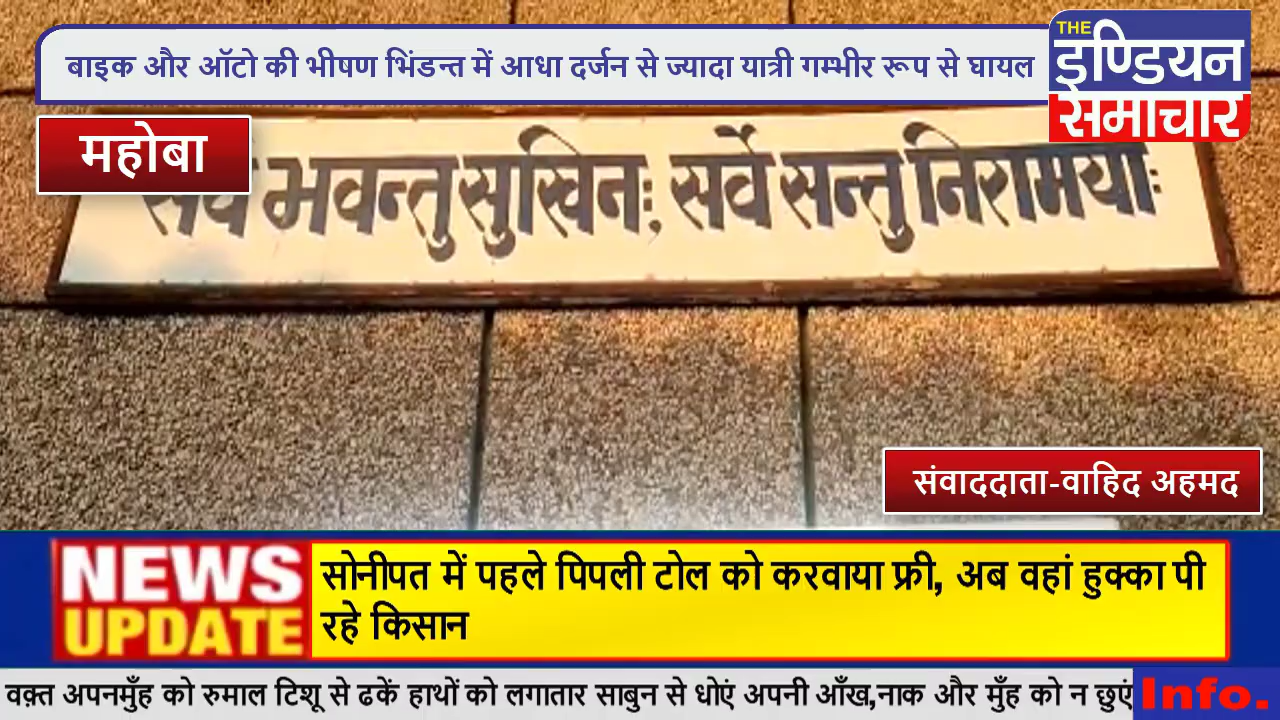 बाइक और ऑटो की भीषण भिंडन्त में आधा दर्जन से ज्यादा यात्री गम्भीर रूप से घायल
THE
इण्डियन
समाचार
महोबा
सर्वे भवन्तु सुखिनः, सर्वे सन्तु निरामयाः
संवाददाता-वाहिद अहमद
NEWS
UPDATE
सोनीपत में पहले पिपली टोल को करवाया फ्री, अब वहां हुक्का पी
रहे किसान
वक़्त अपनमुँह को रुमाल टिशू से ढकें हाथों को लगातार साबुन से धोएं अपनी आँख,नाक और मुँह को न छुएं
Info.